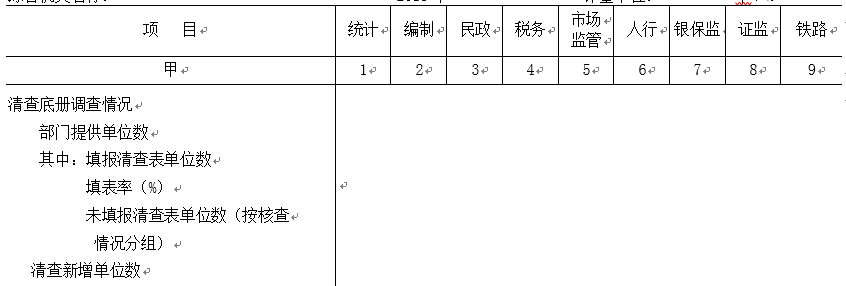 项 目 统计 编制 民政 税务 市场监管 人行 银保监 证监 铁路
甲 1 2 3 4 5 6 7 8 9
清查底册调查情况
部门提供单位数
其中：填报清查表单位数
填表率（%）
未填报清查表单位数（按核查
情况分组）
清查新增单位数